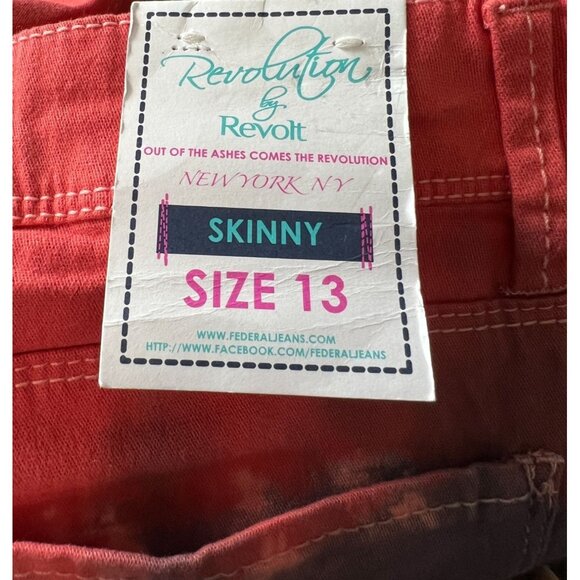 Revolution
by
Revolt
OUT OF THE ASHES COMES THE REVOLUTION
NEW YORK NY
SKINNY
SIZE 13
WWW.FEDERALJEANS.COM
HTTP://WWW.FACEBOOK.COM/FEDERALJEANS